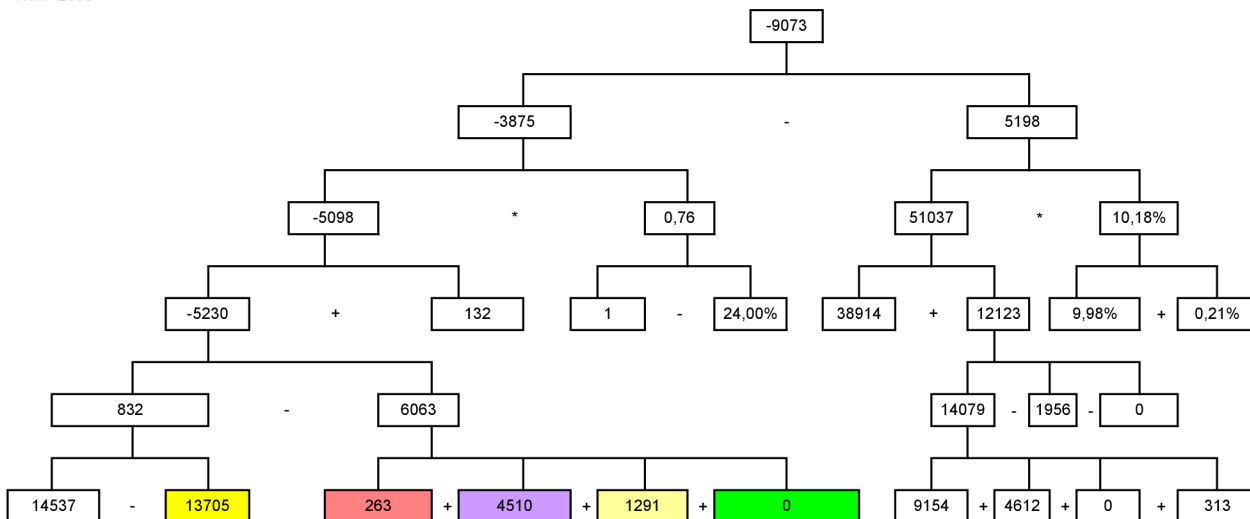 -9073
-3875 - 5198
-5098 * 0,76 51037 * 10,18%
-5230 + 132 1 - 24,00% 38914 + 12123 9,98% + 0,21%
832 - 6063 14079 - 1956 - 0
14537 - 13705 263 + 4510 + 1291 + 0 9154 + 4612 + 0 + 313